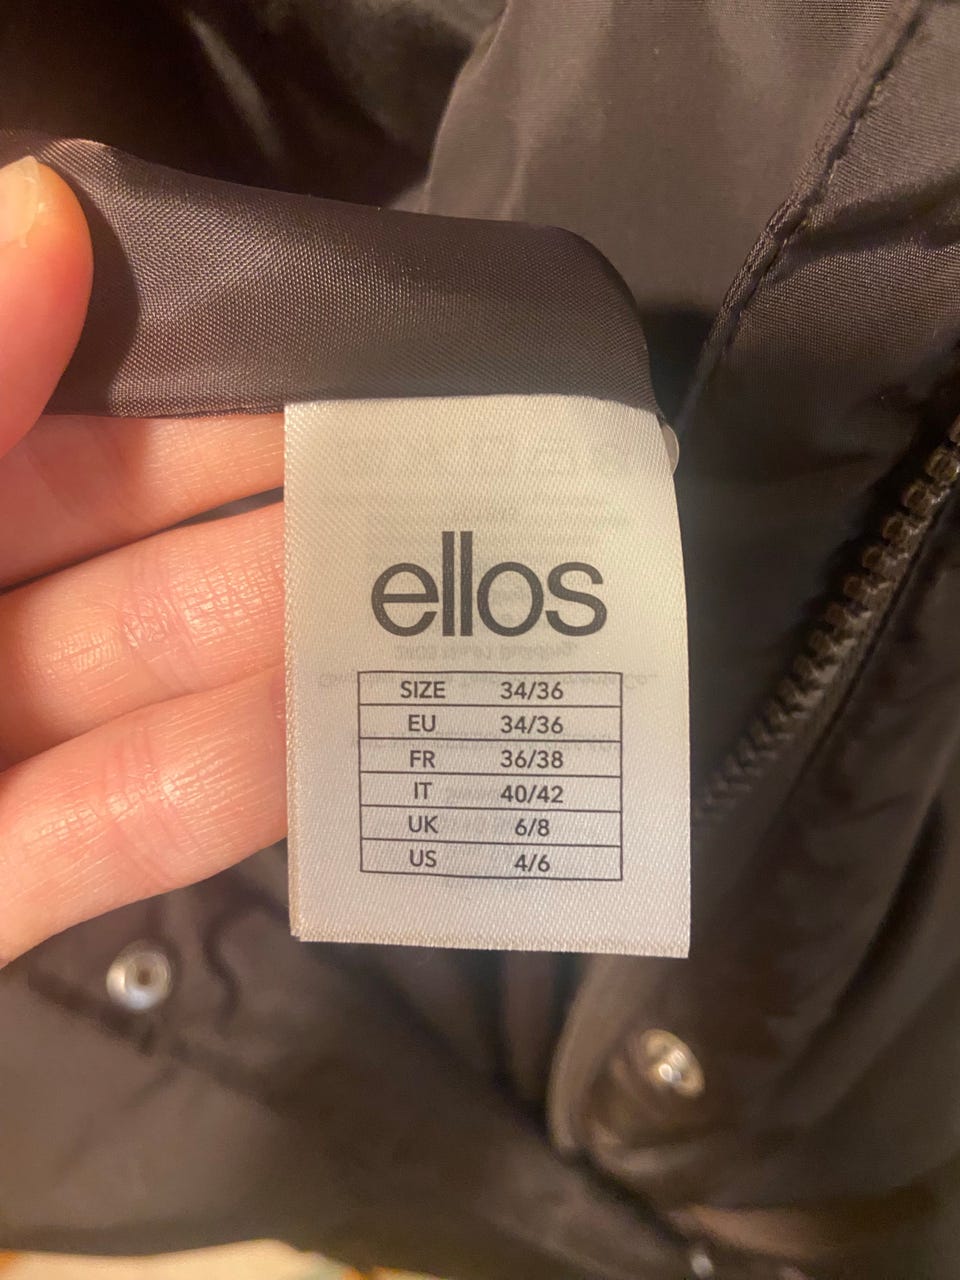 ellos
SIZE 34/36
EU 34/36
FR 36/38
IT 40/42
UK 6/8
US 4/6